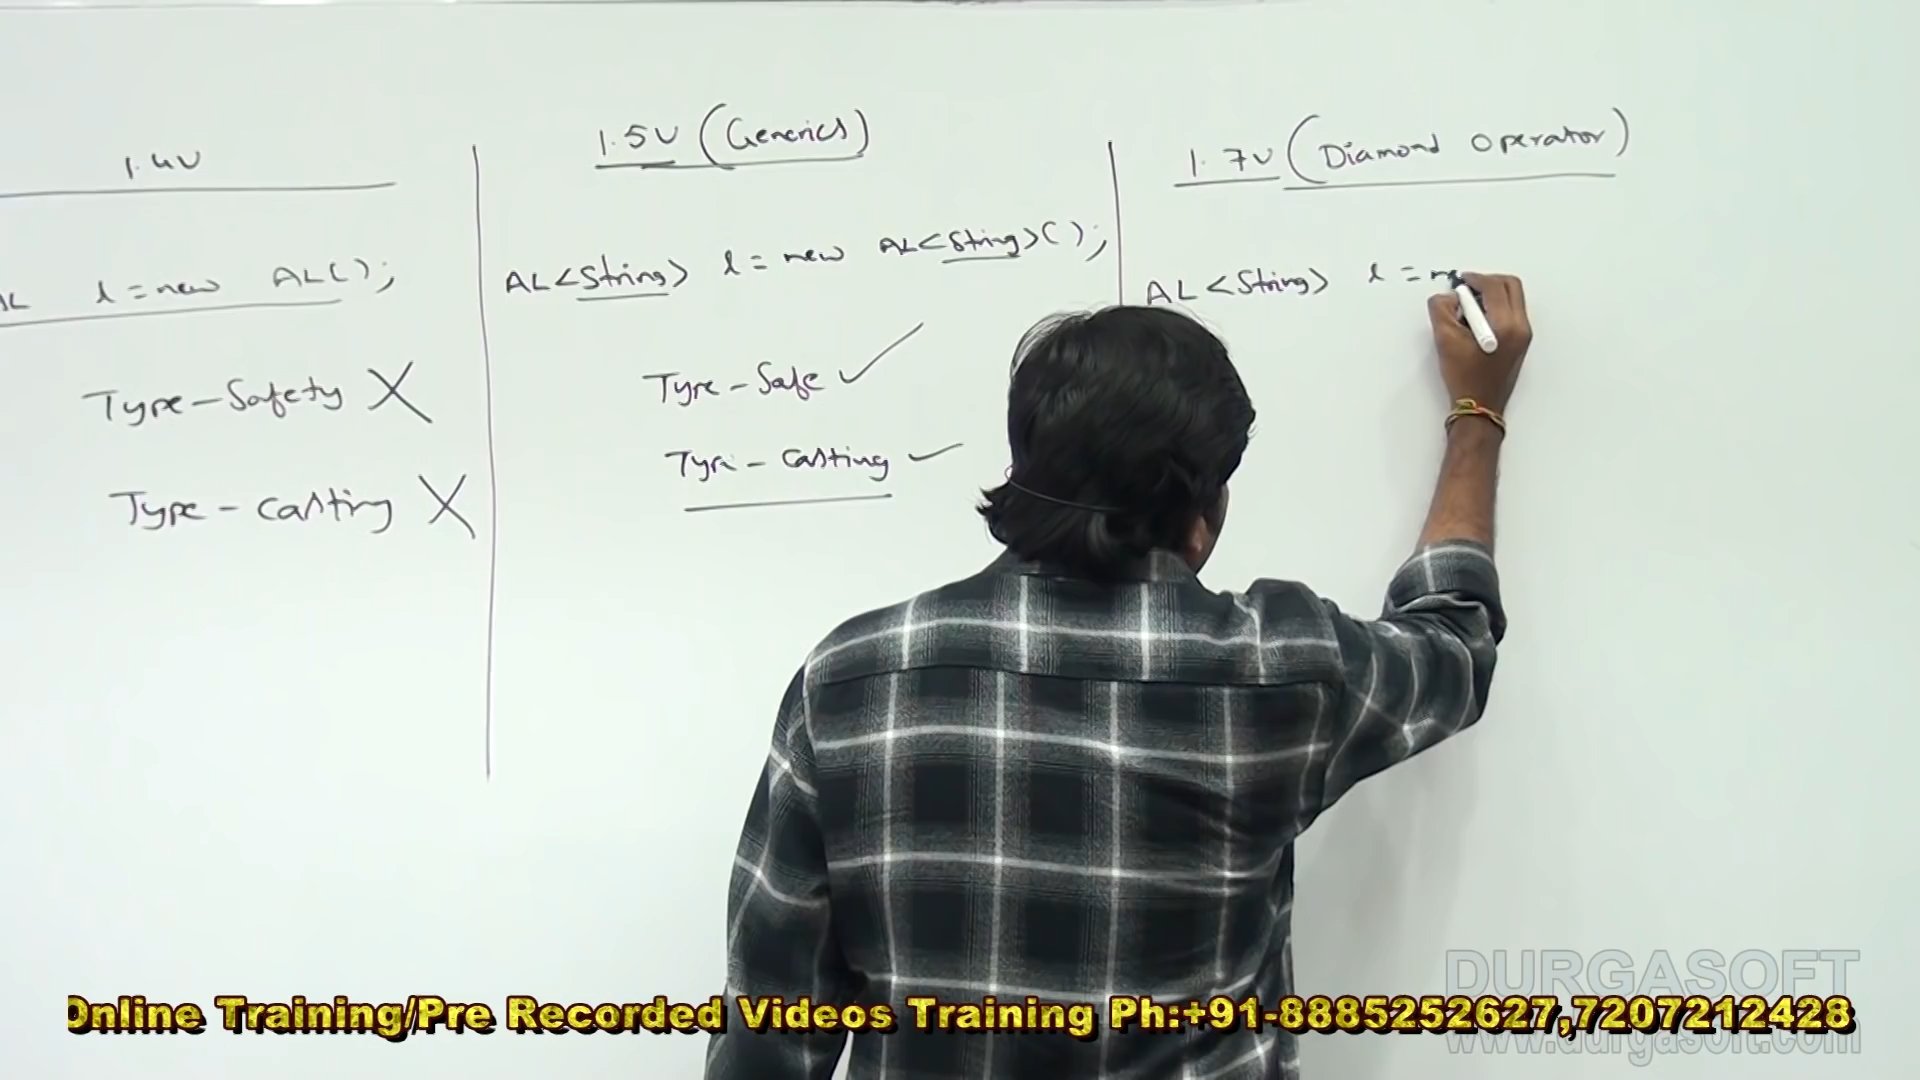 1.4V
AL l = new AL();
Type-Safety X
Type-casting X
1.5V (Generics)
AL<String> l = new AL<String>();
Type-Safe ✓
Type-casting ✓
1.7V (Diamond Operator)
AL<String> l = ne
DURGASOFT
Online Training/Pre Recorded Videos Training Ph:+91-8885252627,7207212428
www.durgasoft.com